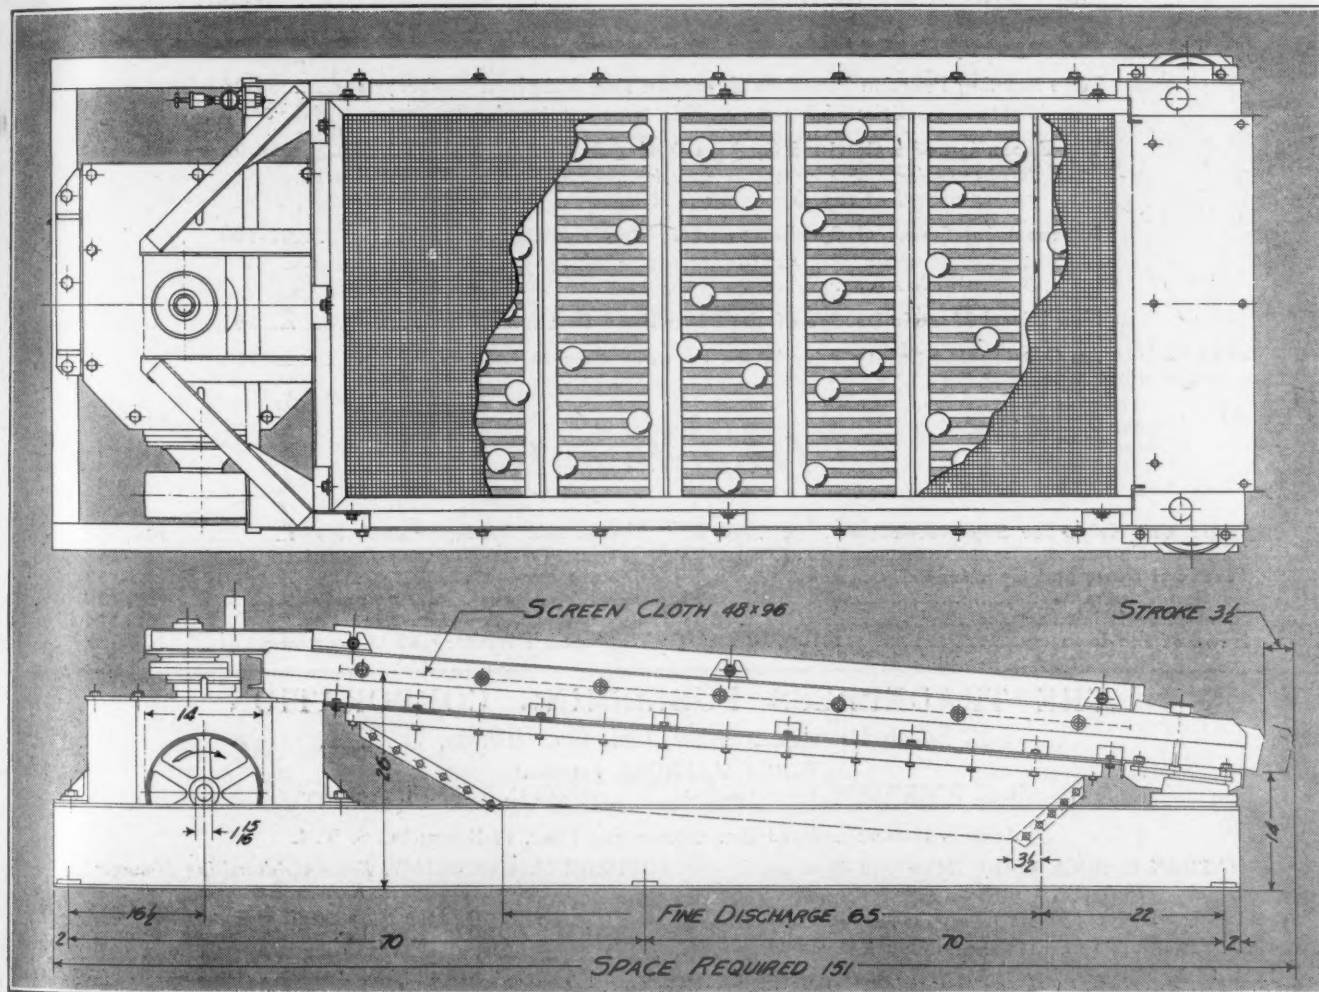 SCREEN CLOTH 48×96
STROKE 3½
14
26
1 15/16
3½
14
16½
FINE DISCHARGE 65
22
2
70
70
2
SPACE REQUIRED 151